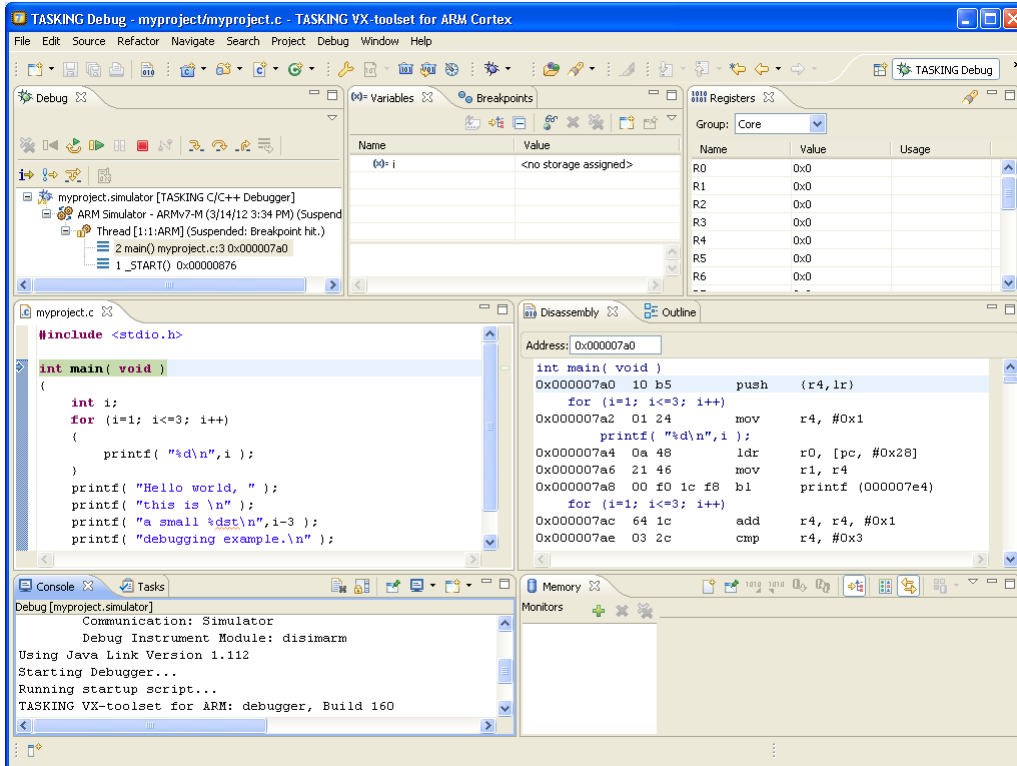 TASKING Debug - myproject/myproject.c - TASKING VX-toolset for ARM Cortex
File Edit Source Refactor Navigate Search Project Debug Window Help
TASKING Debug
Debug
myproject.simulator [TASKING C/C++ Debugger]
ARM Simulator - ARMv7-M (3/14/12 3:34 PM) (Suspend
Thread [1:1:ARM] (Suspended: Breakpoint hit.)
2 main() myproject.c:3 0x000007a0
1 _START() 0x00000876
(x)= Variables Breakpoints
Name Value
(x)= i <no storage assigned>
Registers
Group: Core
Name Value Usage
R0 0x0
R1 0x0
R2 0x0
R3 0x0
R4 0x0
R5 0x0
R6 0x0
myproject.c
#include <stdio.h>
int main( void )
{
int i;
for (i=1; i<=3; i++)
{
printf( "%d\n",i );
}
printf( "Hello world, " );
printf( "this is \n" );
printf( "a small %dst\n",i-3 );
printf( "debugging example.\n" );
Disassembly Outline
Address: 0x000007a0
int main( void )
0x000007a0 10 b5 push {r4,lr}
for (i=1; i<=3; i++)
0x000007a2 01 24 mov r4, #0x1
printf( "%d\n",i );
0x000007a4 0a 48 ldr r0, [pc, #0x28]
0x000007a6 21 46 mov r1, r4
0x000007a8 00 f0 1c f8 bl printf (000007e4)
for (i=1; i<=3; i++)
0x000007ac 64 1c add r4, r4, #0x1
0x000007ae 03 2c cmp r4, #0x3
Console Tasks
Debug [myproject.simulator]
Communication: Simulator
Debug Instrument Module: disimarm
Using Java Link Version 1.112
Starting Debugger...
Running startup script...
TASKING VX-toolset for ARM: debugger, Build 160
Memory
Monitors